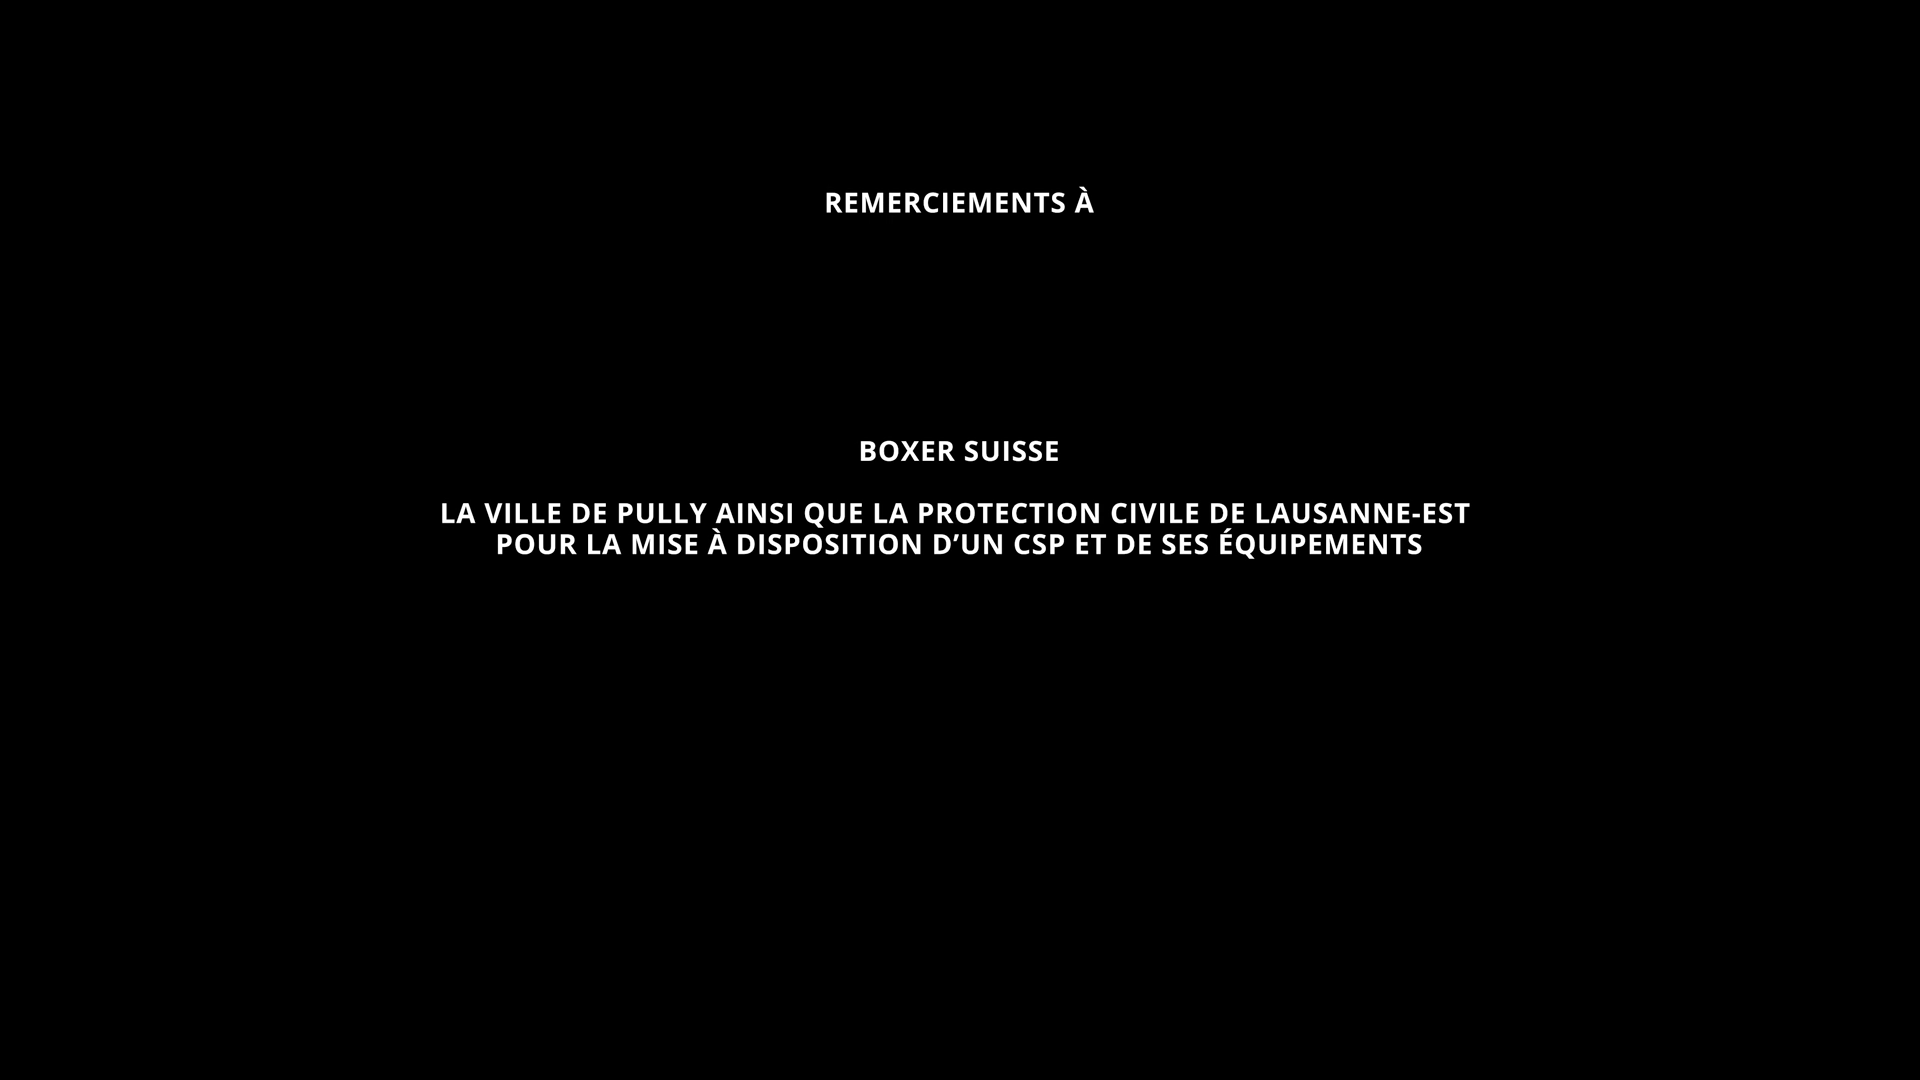 REMERCIEMENTS À
BOXER SUISSE
LA VILLE DE PULLY AINSI QUE LA PROTECTION CIVILE DE LAUSANNE-EST
POUR LA MISE À DISPOSITION D’UN CSP ET DE SES ÉQUIPEMENTS